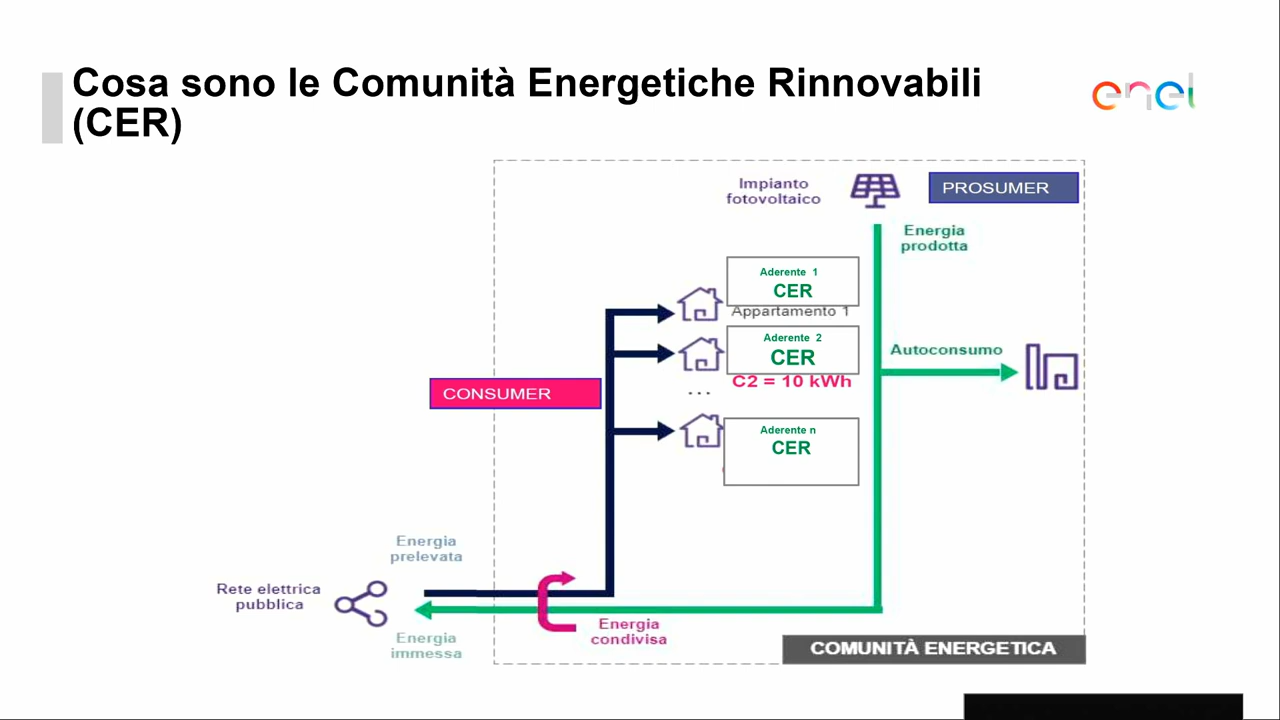 Cosa sono le Comunità Energetiche Rinnovabili
(CER)
enel
Impianto
fotovoltaico
PROSUMER
Energia
prodotta
Aderente 1
CER
Appartamento 1
Aderente 2
CER
C2 = 10 kWh
Autoconsumo
CONSUMER
...
Aderente n
CER
Energia
prelevata
Rete elettrica
pubblica
Energia
condivisa
Energia
immessa
COMUNITÀ ENERGETICA